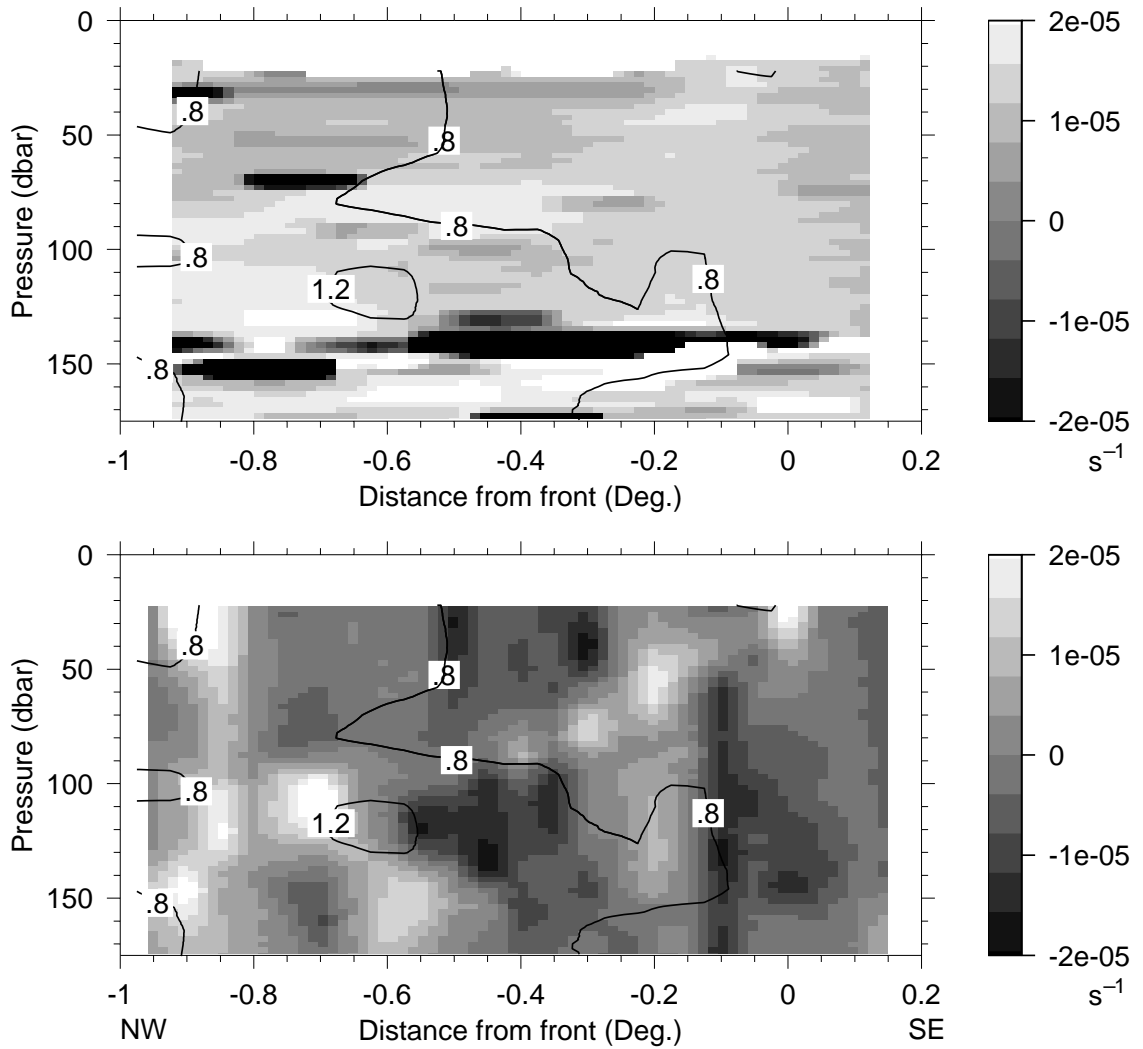 0
50
100
150
Pressure (dbar)
.8
.8
.8
.8
1.2
.8
.8
-1 -0.8 -0.6 -0.4 -0.2 0 0.2
Distance from front (Deg.)
2e-05
1e-05
0
-1e-05
-2e-05
s⁻¹
0
50
100
150
Pressure (dbar)
.8
.8
.8
.8
1.2
.8
.8
-1 -0.8 -0.6 -0.4 -0.2 0 0.2
NW Distance from front (Deg.) SE
2e-05
1e-05
0
-1e-05
-2e-05
s⁻¹